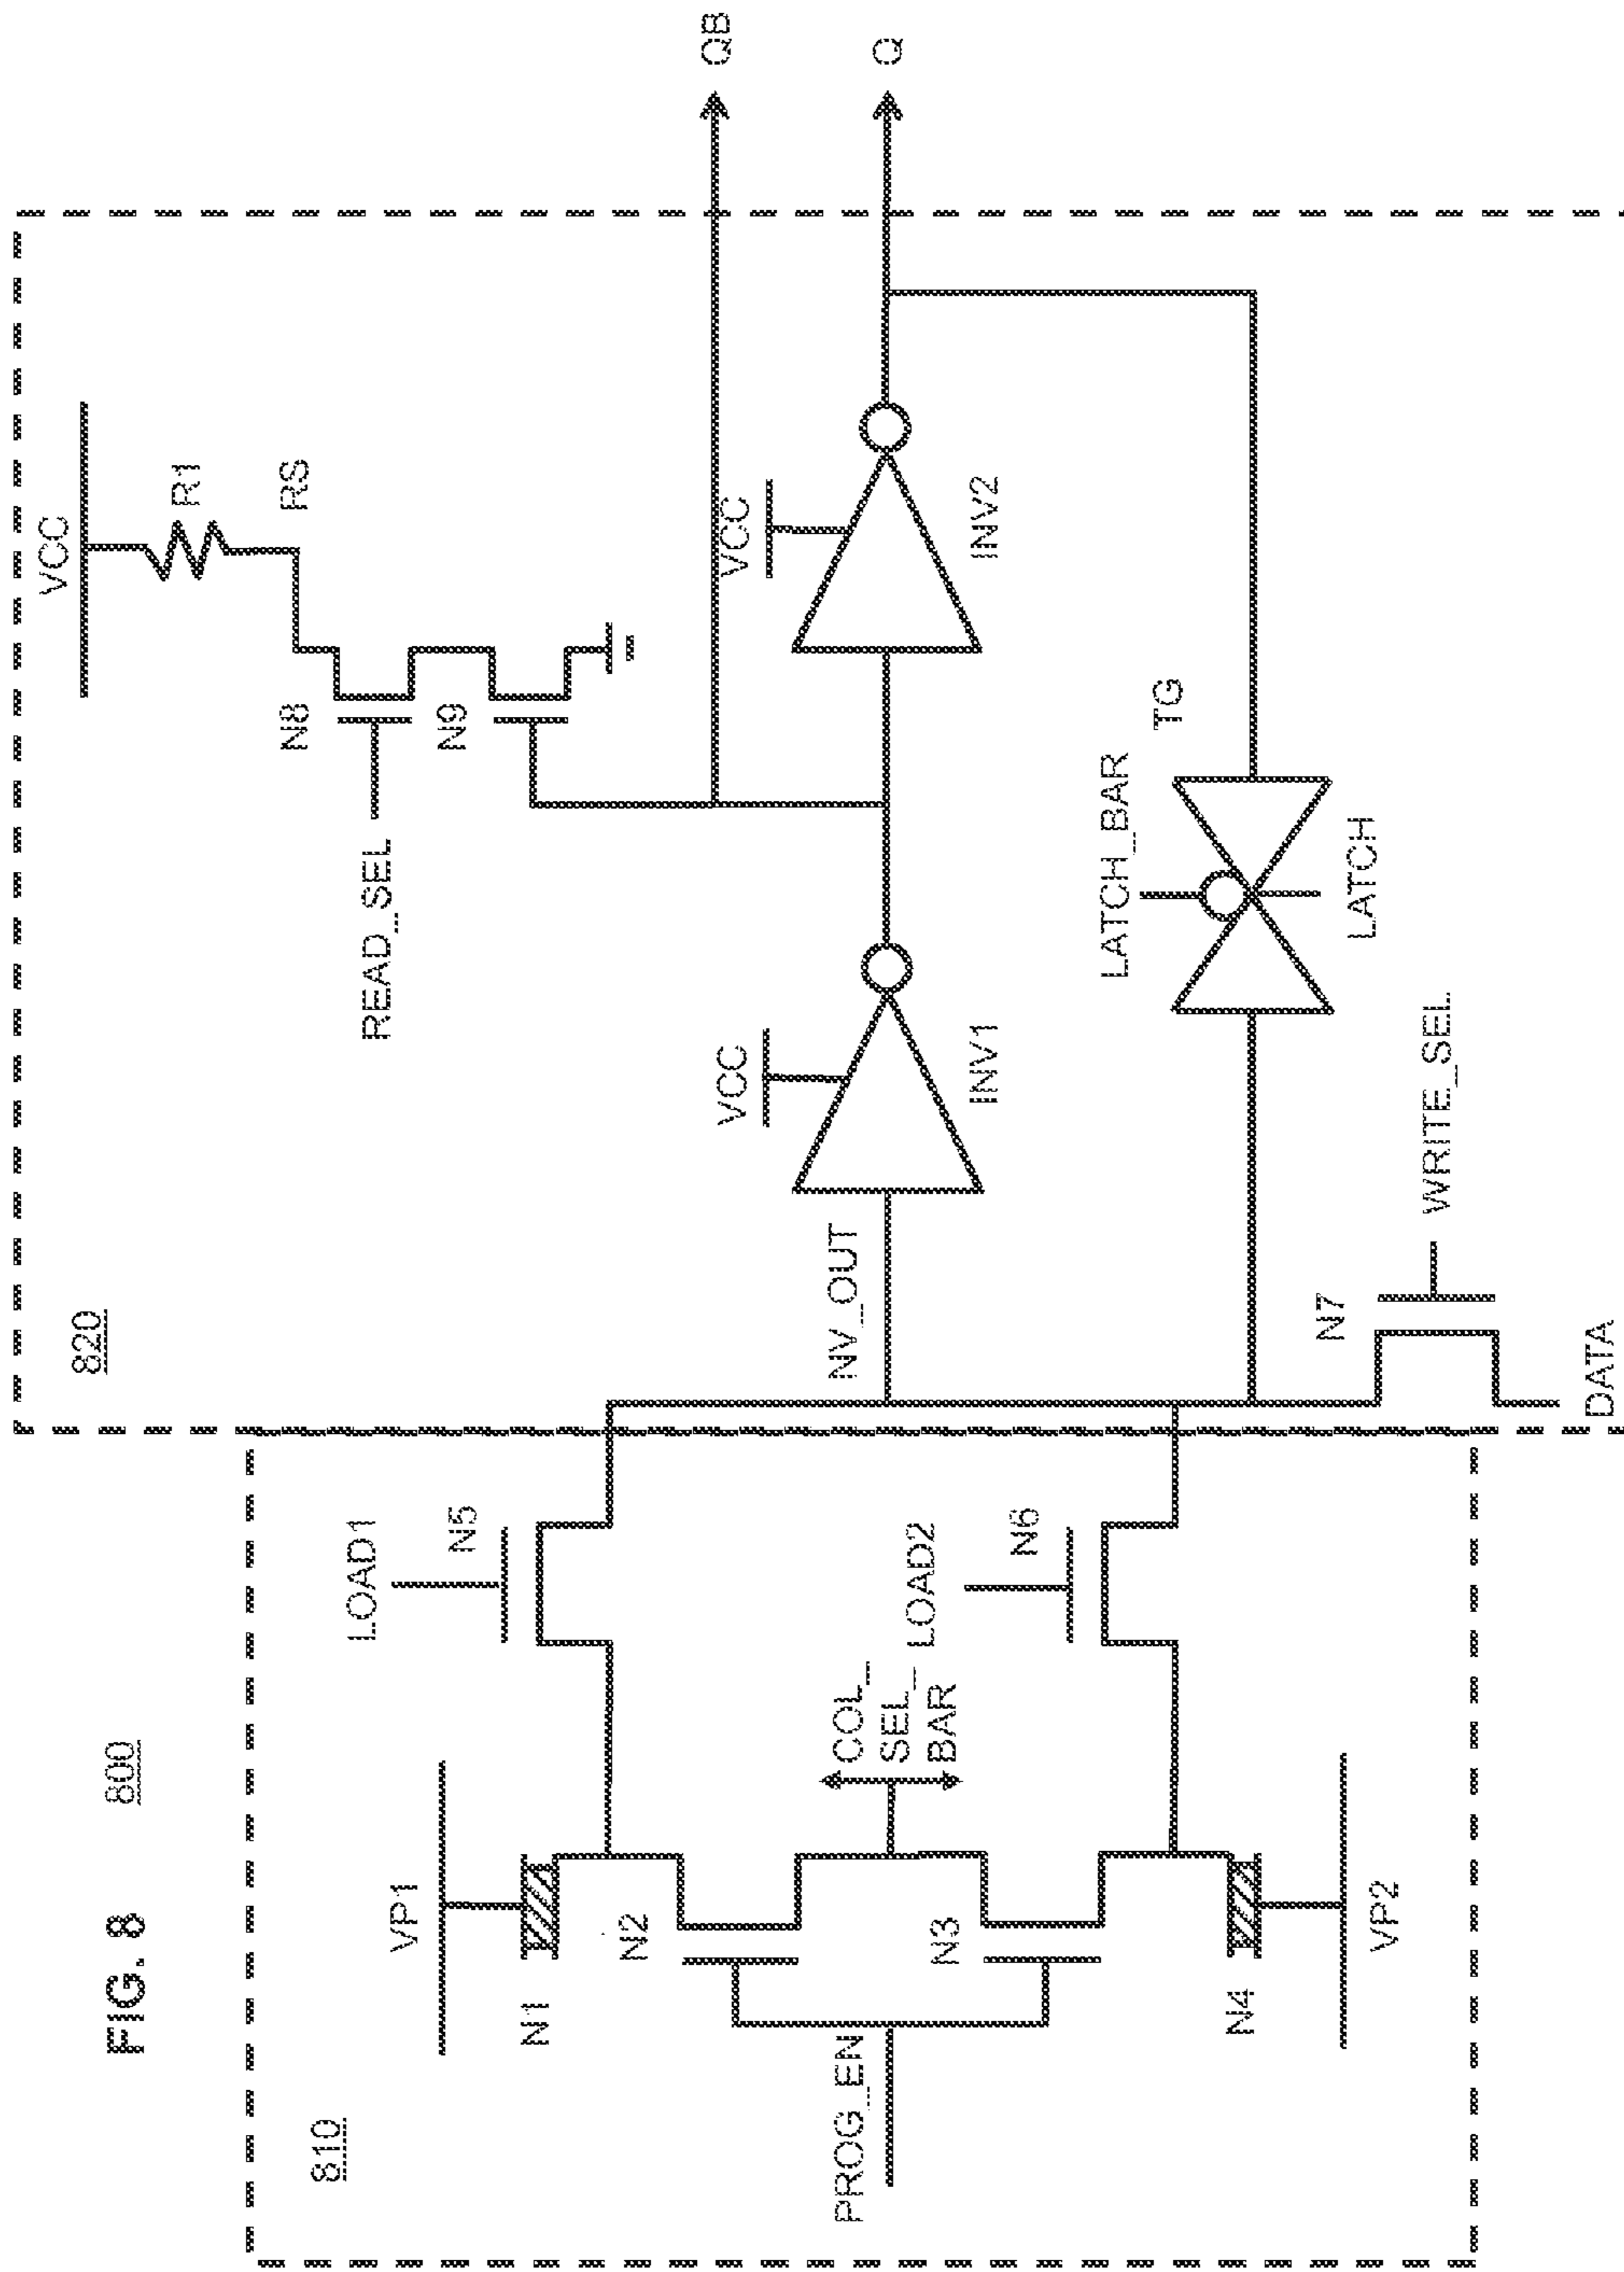 FIG. 8
800
810
820
VP1
N1
LOAD1
N5
N2
PROG_EN
COL_
SEL_
BAR
N3
LOAD2
N6
N4
VP2
NV_OUT
VCC
INV1
VCC
INV2
VCC
R1
RS
N8
READ_SEL
N9
QB
Q
LATCH_BAR
TG
LATCH
N7
WRITE_SEL
DATA